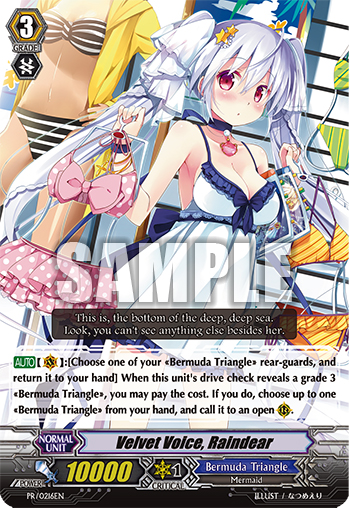 3
GRADE
SAMPLE
This is, the bottom of the deep, deep sea.
Look, you can't see anything else besides her.
AUTO [ ]:[Choose one of your «Bermuda Triangle» rear-guards, and
return it to your hand] When this unit's drive check reveals a grade 3
«Bermuda Triangle», you may pay the cost. If you do, choose up to one
«Bermuda Triangle» from your hand, and call it to an open R.
NORMAL
UNIT
Velvet Voice, Raindear
POWER
10000
1
CRITICAL
Bermuda Triangle
Mermaid
PR/0216EN
ILLUST / なつめえり